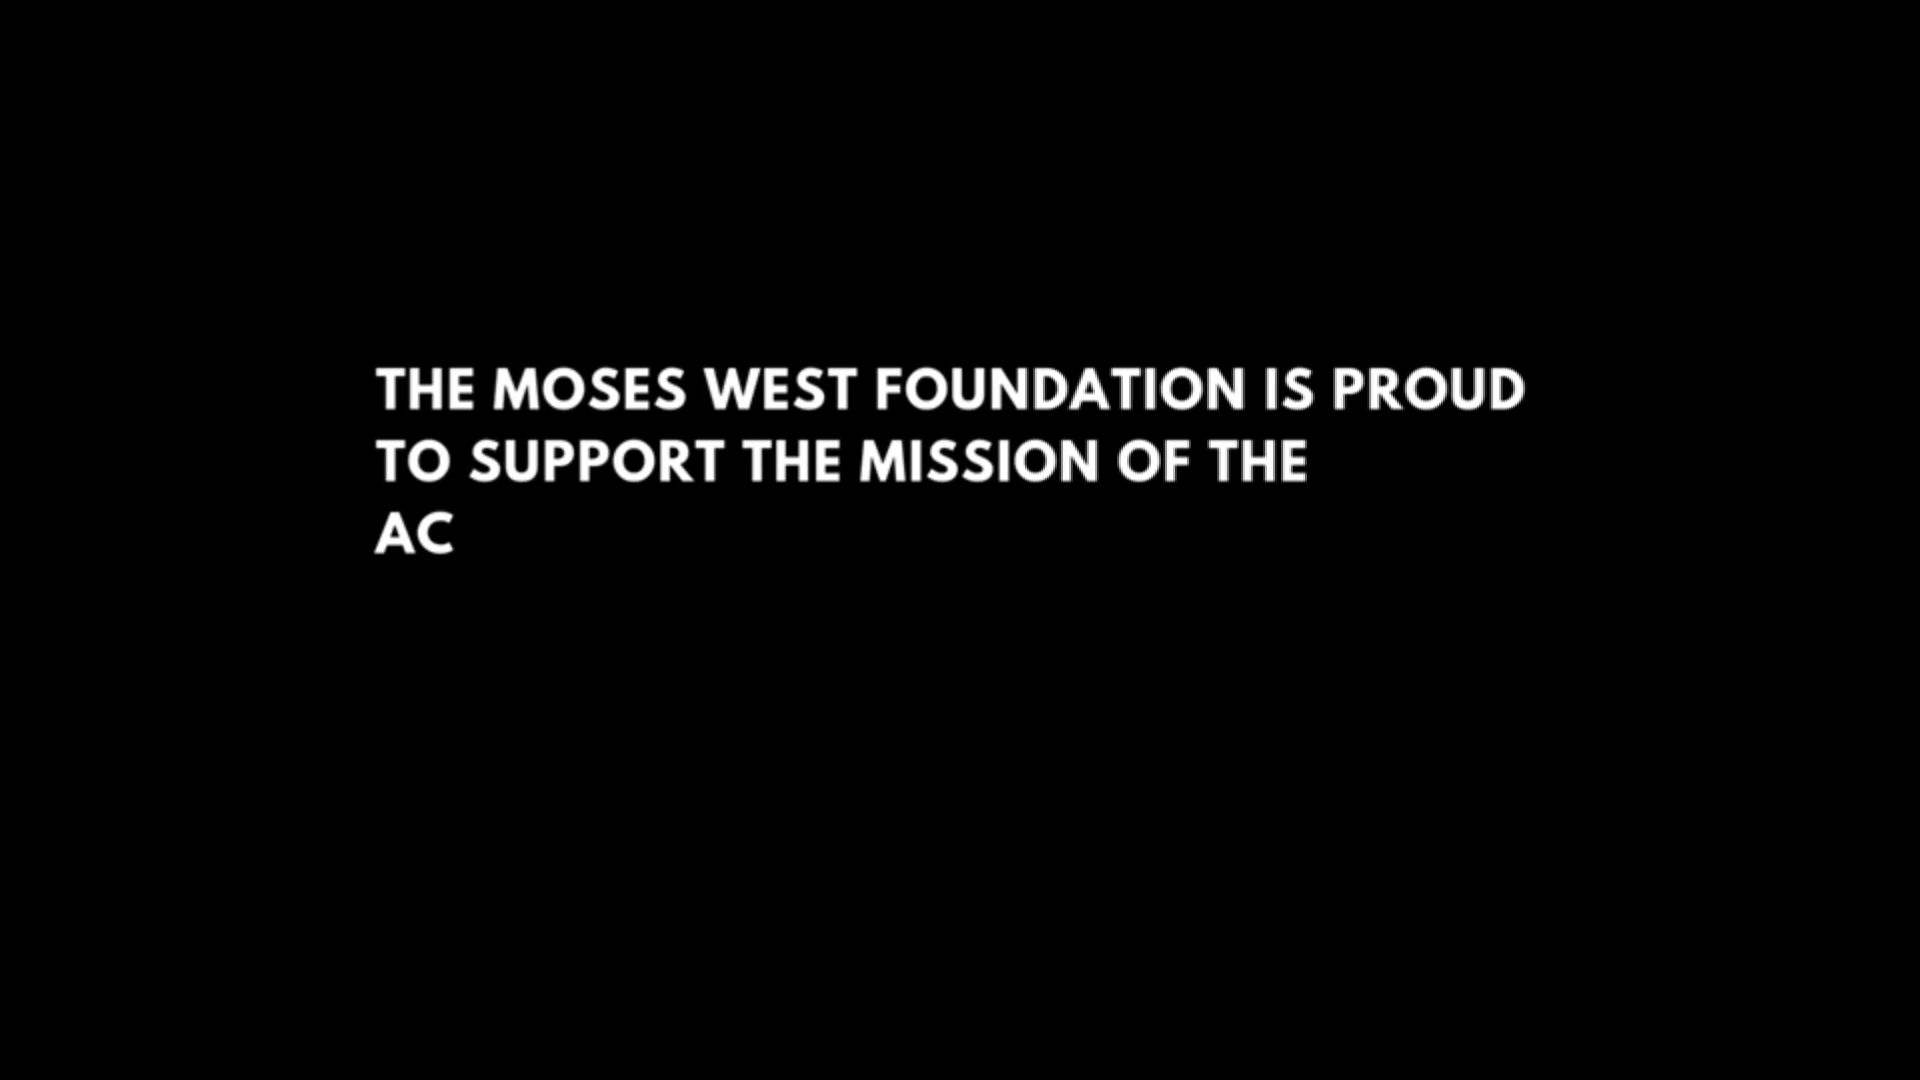 THE MOSES WEST FOUNDATION IS PROUD
TO SUPPORT THE MISSION OF THE
AC